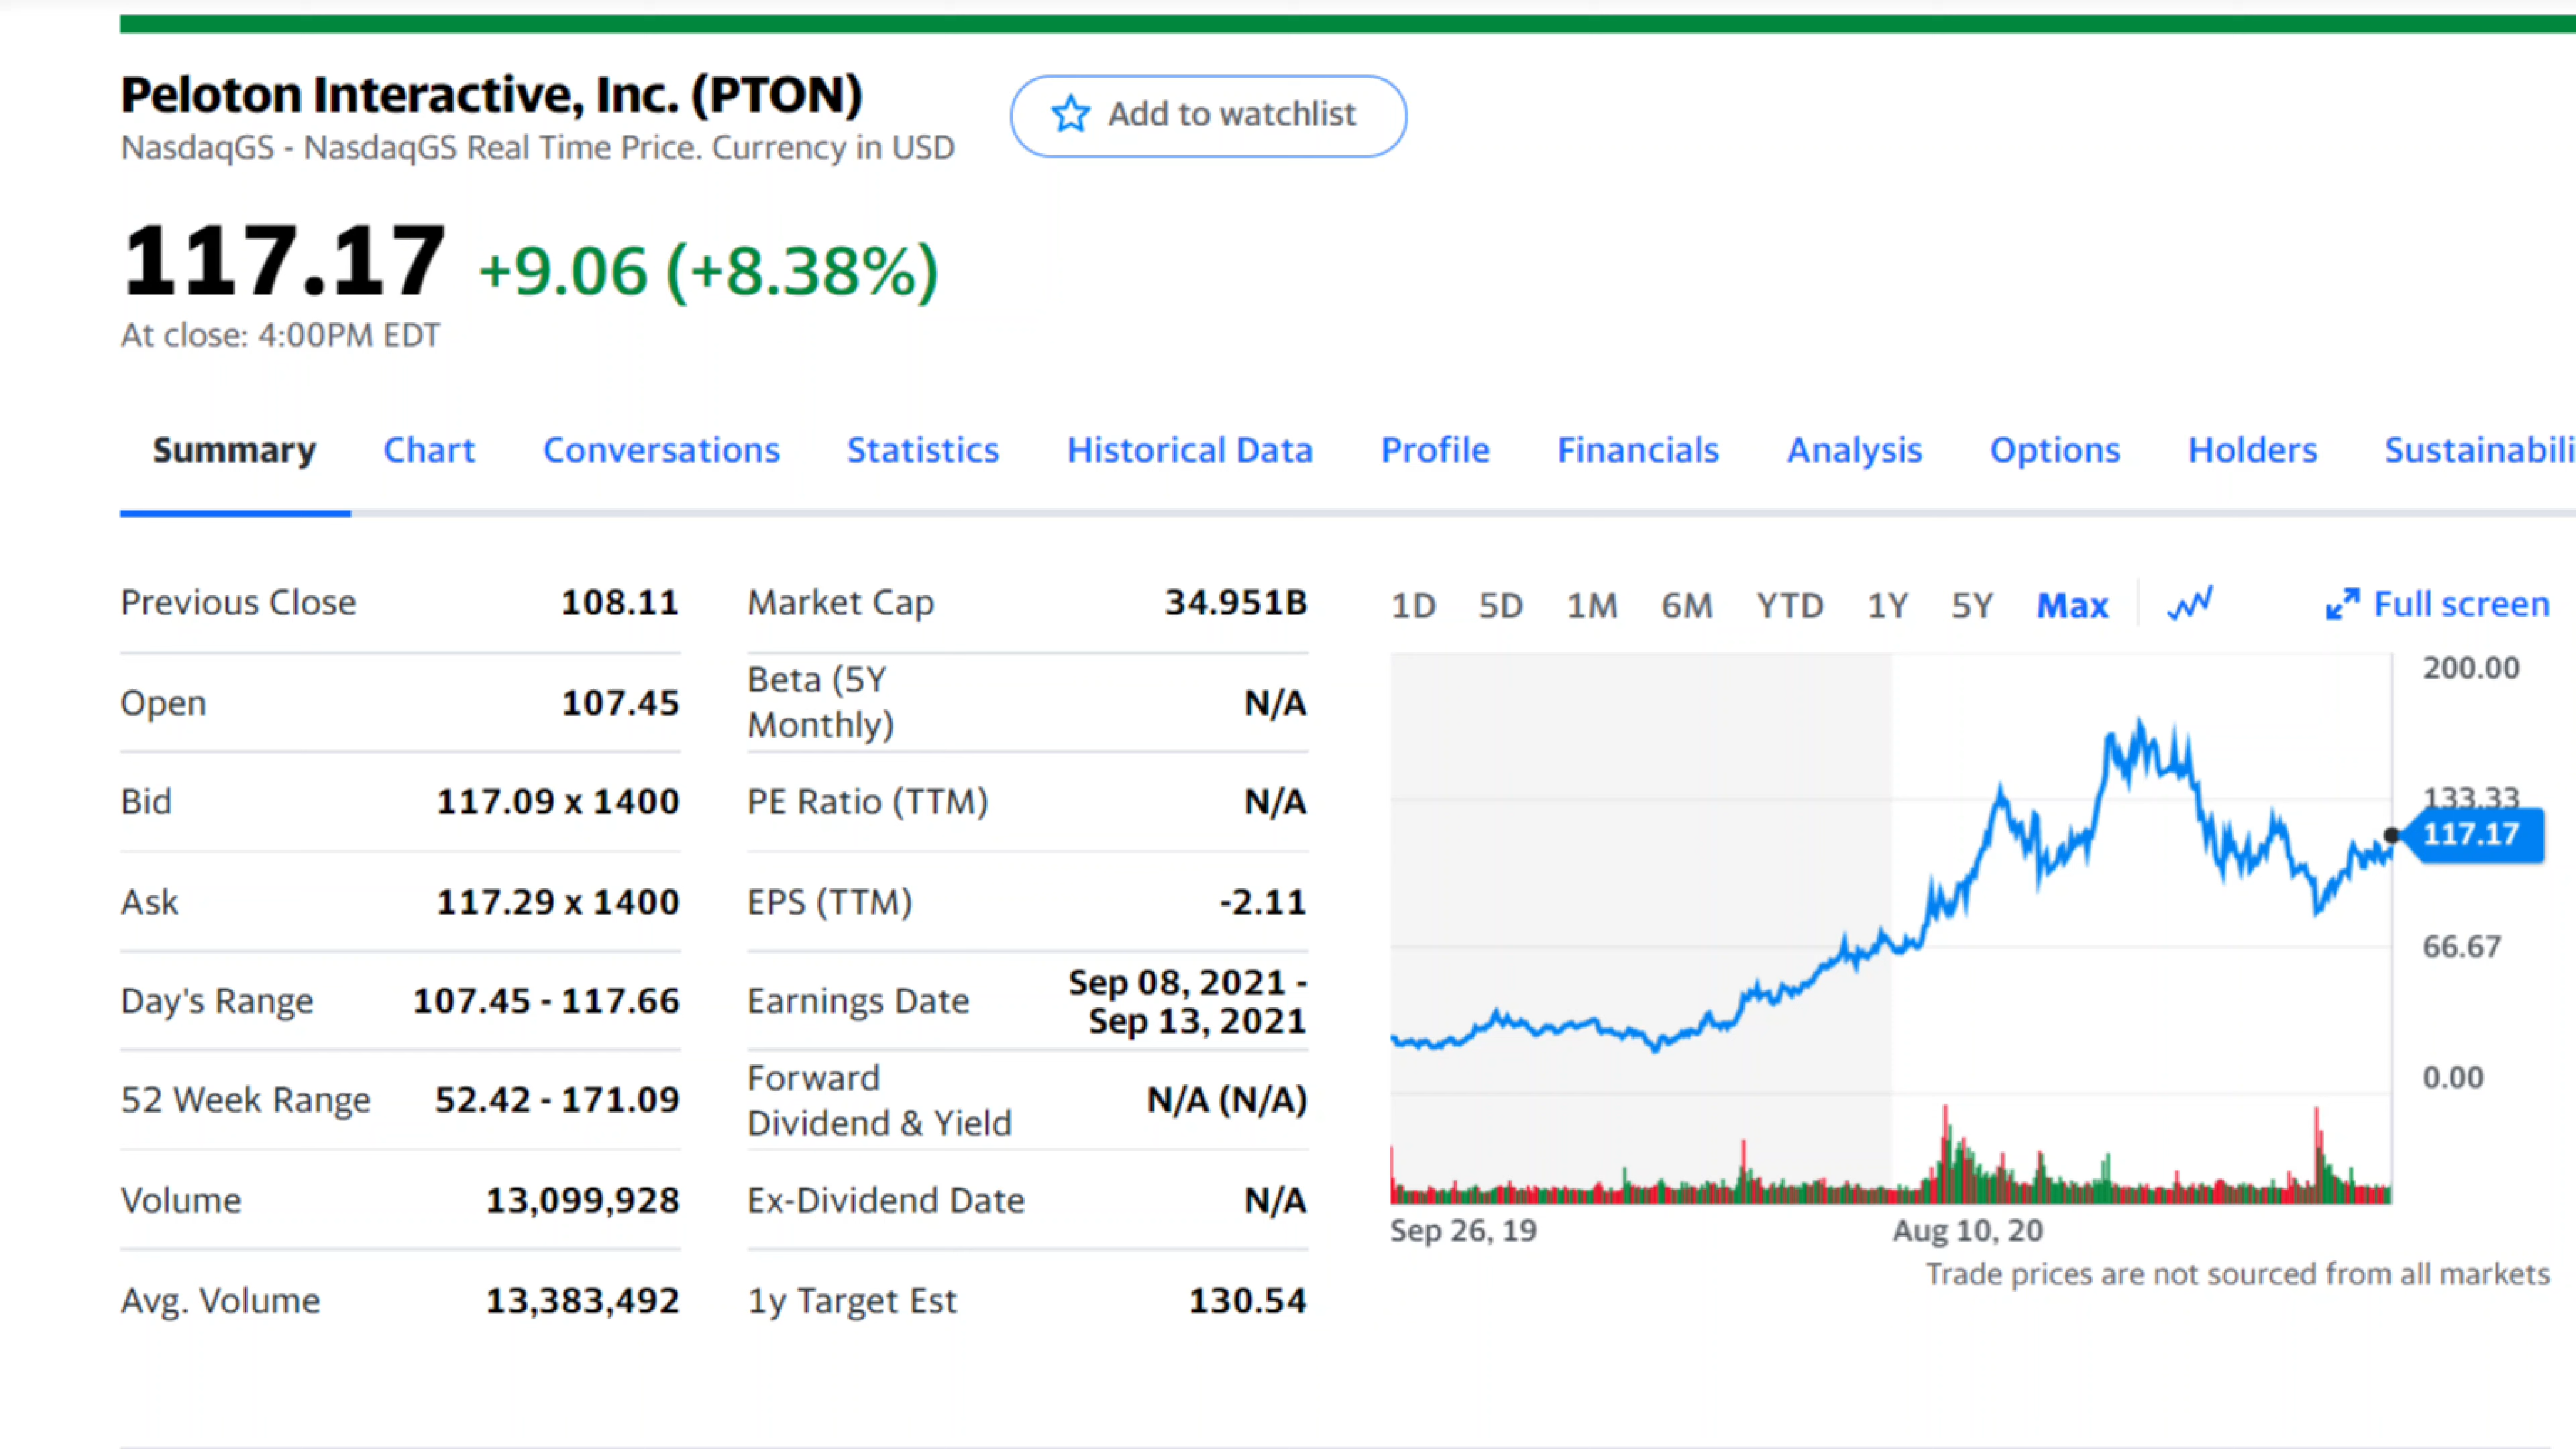 Peloton Interactive, Inc. (PTON)
NasdaqGS - NasdaqGS Real Time Price. Currency in USD
Add to watchlist
117.17 +9.06 (+8.38%)
At close: 4:00PM EDT
Summary Chart Conversations Statistics Historical Data Profile Financials Analysis Options Holders Sustainabili
Previous Close 108.11
Open 107.45
Bid 117.09 x 1400
Ask 117.29 x 1400
Day's Range 107.45 - 117.66
52 Week Range 52.42 - 171.09
Volume 13,099,928
Avg. Volume 13,383,492
Market Cap 34.951B
Beta (5Y
Monthly) N/A
PE Ratio (TTM) N/A
EPS (TTM) -2.11
Earnings Date Sep 08, 2021 -
Sep 13, 2021
Forward
Dividend & Yield N/A (N/A)
Ex-Dividend Date N/A
1y Target Est 130.54
1D 5D 1M 6M YTD 1Y 5Y Max Full screen
200.00
133.33
117.17
66.67
0.00
Sep 26, 19 Aug 10, 20
Trade prices are not sourced from all markets